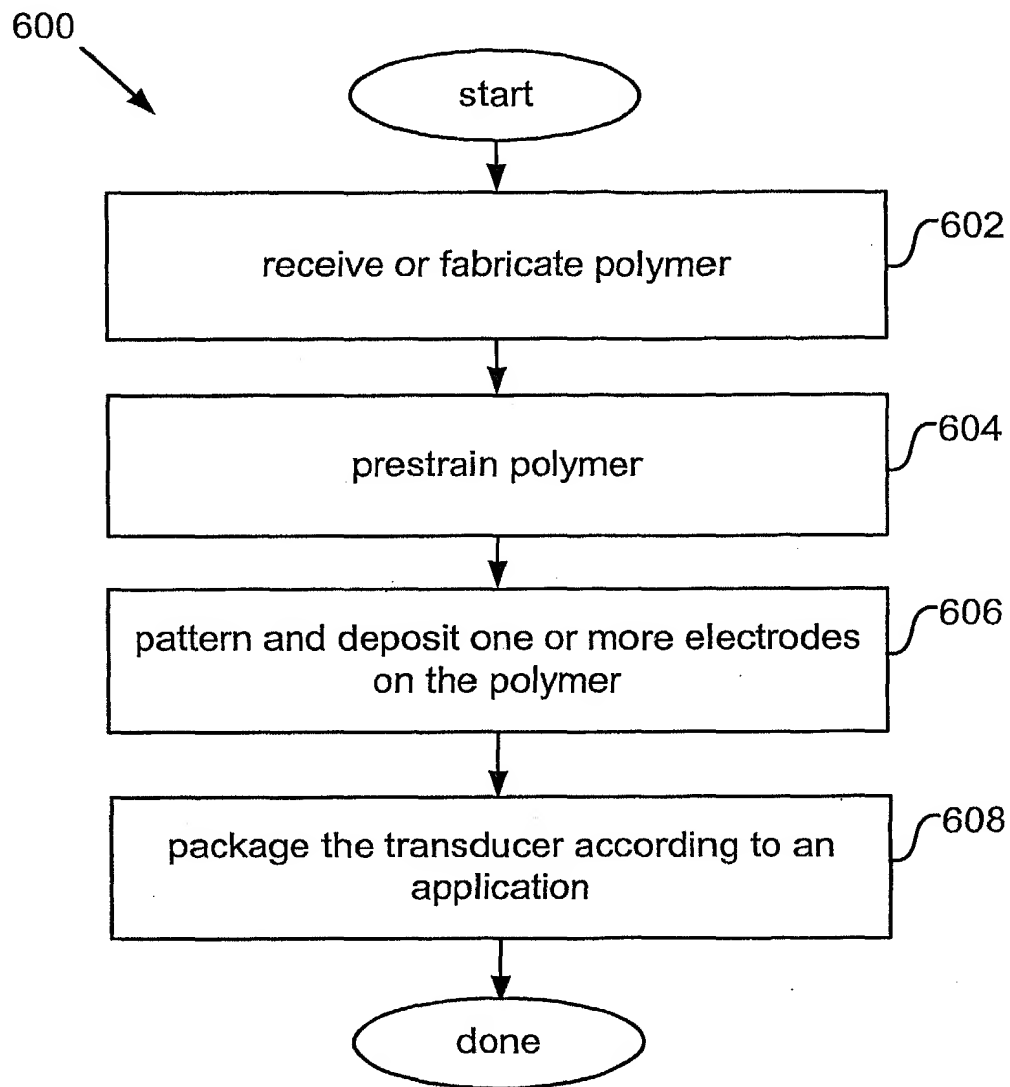 600
start
receive or fabricate polymer
602
prestrain polymer
604
pattern and deposit one or more electrodes
on the polymer
606
package the transducer according to an
application
608
done